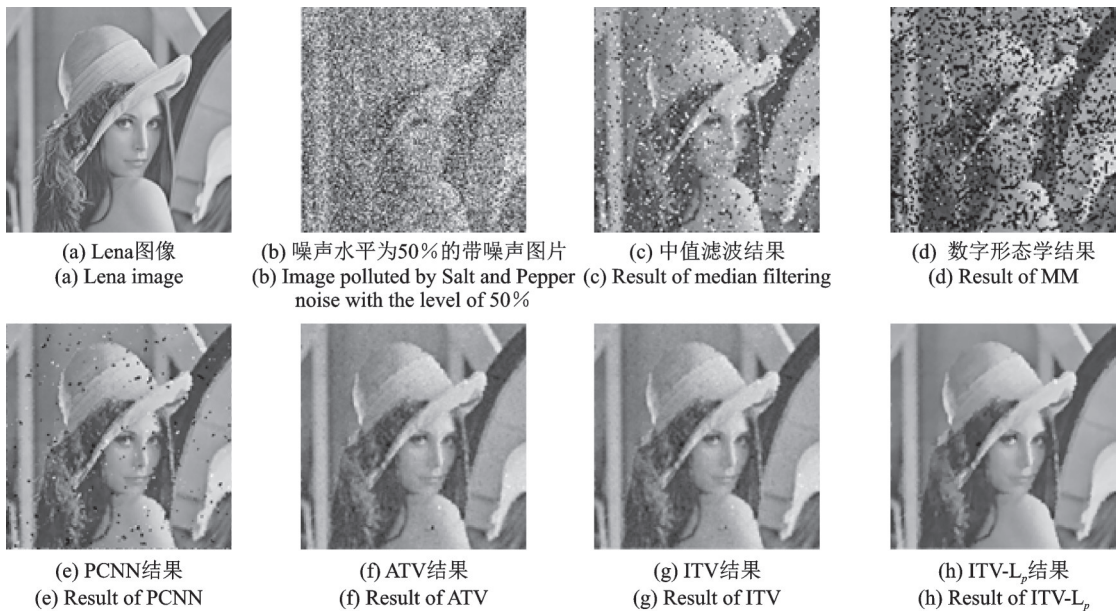 (a) Lena图像
(a) Lena image
(b) 噪声水平为50%的带噪声图片
(b) Image polluted by Salt and Pepper
noise with the level of 50%
(c) 中值滤波结果
(c) Result of median filtering
(d) 数字形态学结果
(d) Result of MM
(e) PCNN结果
(e) Result of PCNN
(f) ATV结果
(f) Result of ATV
(g) ITV结果
(g) Result of ITV
(h) ITV-Lp结果
(h) Result of ITV-Lp